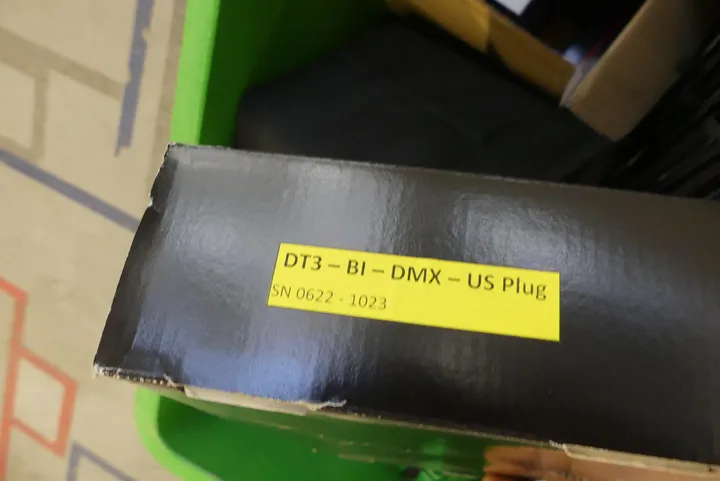 DT3 – BI – DMX – US Plug
SN 0622 - 1023